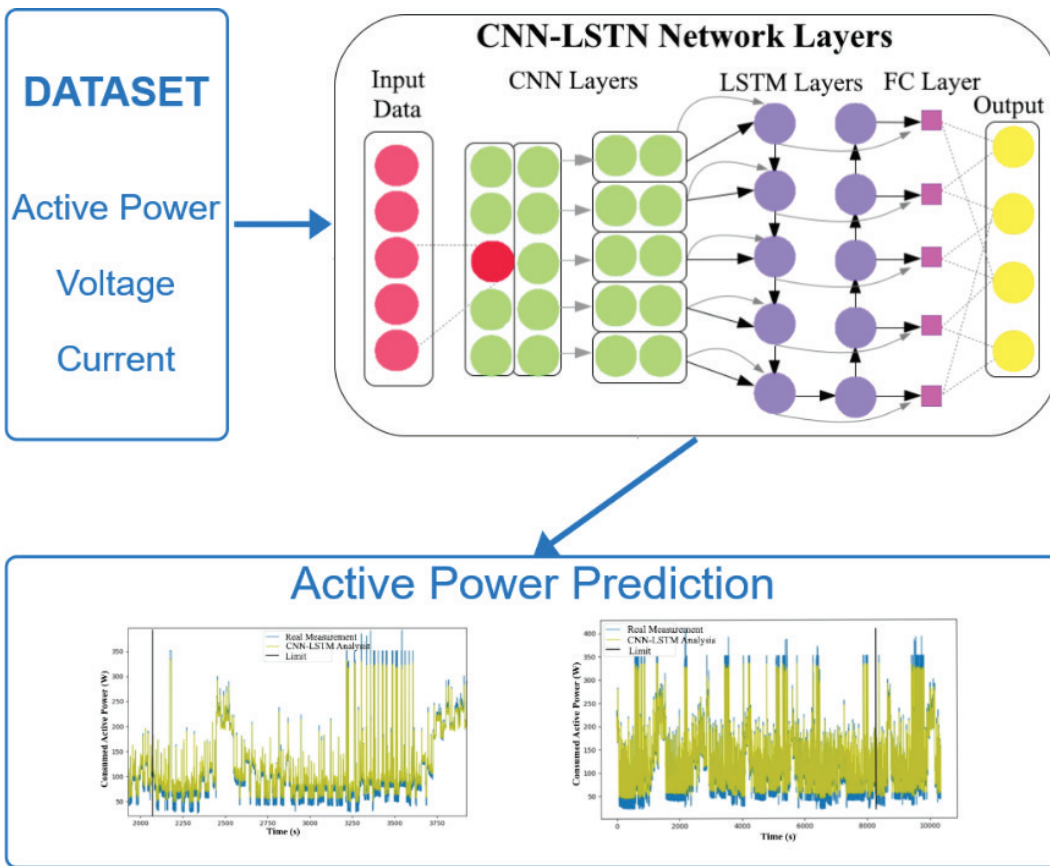 DATASET
Active Power
Voltage
Current
CNN-LSTN Network Layers
Input
Data
CNN Layers
LSTM Layers
FC Layer
Output
Active Power Prediction
Real Measurement
CNN-LSTM Analysis
Limit
Consumed Active Power (W)
350
300
250
200
150
100
50
2000
2250
2500
2750
3000
3250
3500
3750
Time (s)
Real Measurement
CNN-LSTM Analysis
Limit
Consumed Active Power (W)
400
350
300
250
200
150
100
50
0
2000
4000
6000
8000
10000
Time (s)